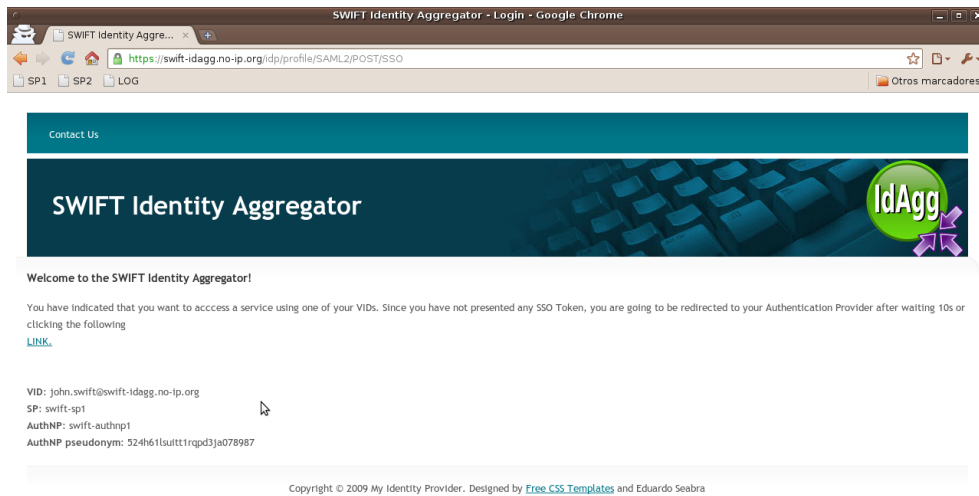 SWIFT Identity Aggregator - Login - Google Chrome
SWIFT Identity Aggre...
https://swift-idagg.no-ip.org/idp/profile/SAML2/POST/SSO
SP1 SP2 LOG Otros marcadores
Contact Us
SWIFT Identity Aggregator
IdAgg
Welcome to the SWIFT Identity Aggregator!
You have indicated that you want to acccess a service using one of your VIDs. Since you have not presented any SSO Token, you are going to be redirected to your Authentication Provider after waiting 10s or
clicking the following
LINK.
VID: john.swift@swift-idagg.no-ip.org
SP: swift-sp1
AuthNP: swift-authnp1
AuthNP pseudonym: 524h61lsuitt1rqpd3ja078987
Copyright © 2009 My Identity Provider. Designed by Free CSS Templates and Eduardo Seabra